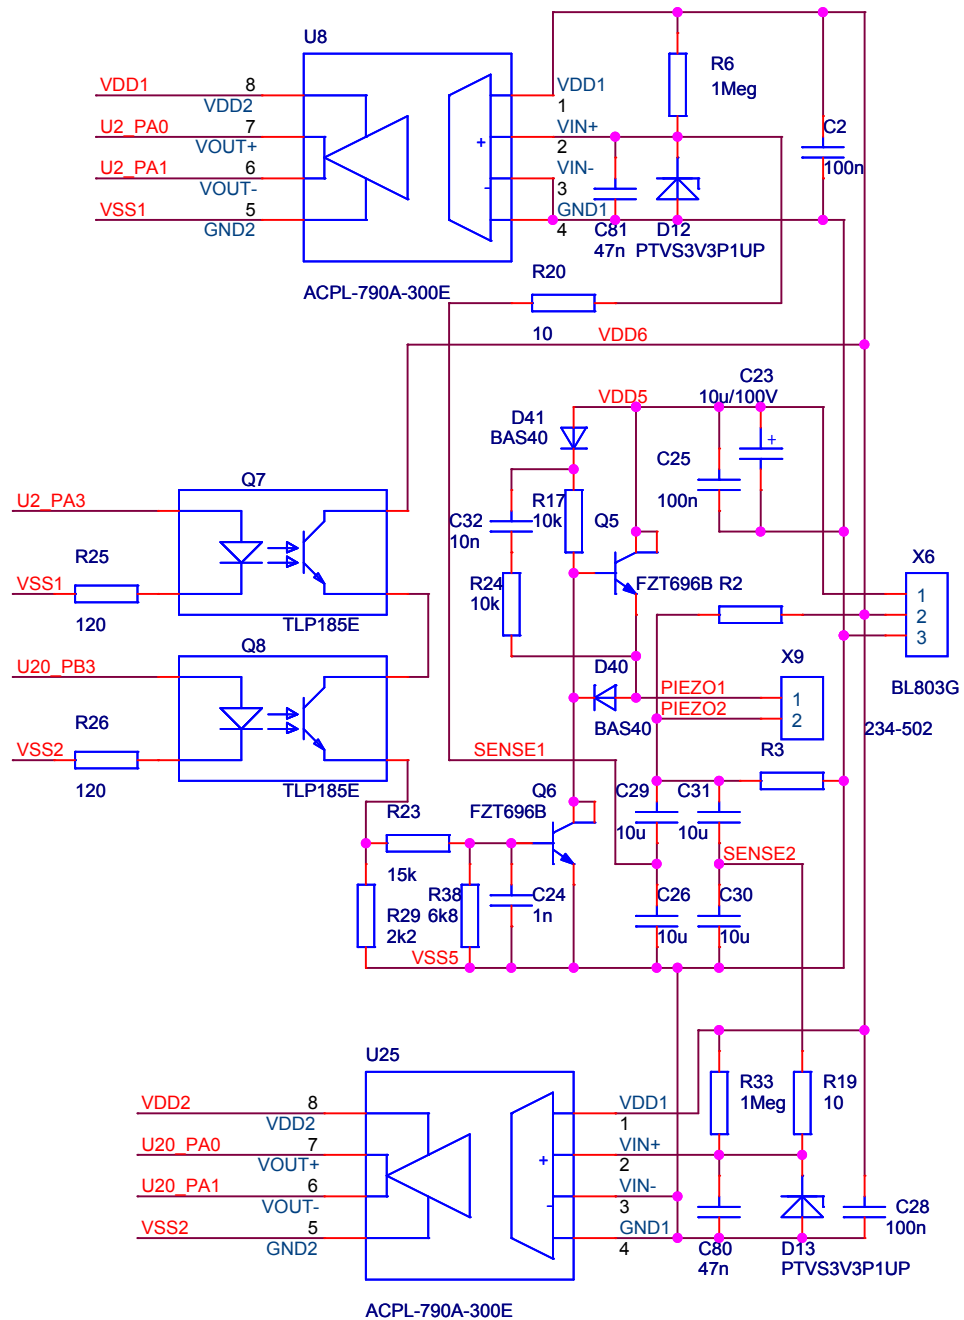 U8
VDD1
8
VDD2
U2_PA0
7
VOUT+
U2_PA1
6
VOUT-
VSS1
5
GND2
+
-
VDD1
1
VIN+
2
VIN-
3
GND1
4
ACPL-790A-300E
R6
1Meg
C2
100n
C81
47n
D12
PTVS3V3P1UP
R20
10
VDD6
VDD5
C23
10u/100V
+
D41
BAS40
C25
100n
Q7
U2_PA3
R25
VSS1
120
TLP185E
C32
10n
R17
10k
Q5
FZT696B
R24
10k
R2
X6
1
2
3
BL803G
Q8
U20_PB3
R26
VSS2
120
TLP185E
D40
BAS40
PIEZO1
PIEZO2
X9
1
2
234-502
SENSE1
R3
Q6
FZT696B
C29
10u
C31
10u
SENSE2
R23
15k
R29
2k2
R38
6k8
C24
1n
C26
10u
C30
10u
VSS5
U25
VDD2
8
VDD2
U20_PA0
7
VOUT+
U20_PA1
6
VOUT-
VSS2
5
GND2
+
-
VDD1
1
VIN+
2
VIN-
3
GND1
4
ACPL-790A-300E
R33
1Meg
R19
10
C28
100n
C80
47n
D13
PTVS3V3P1UP